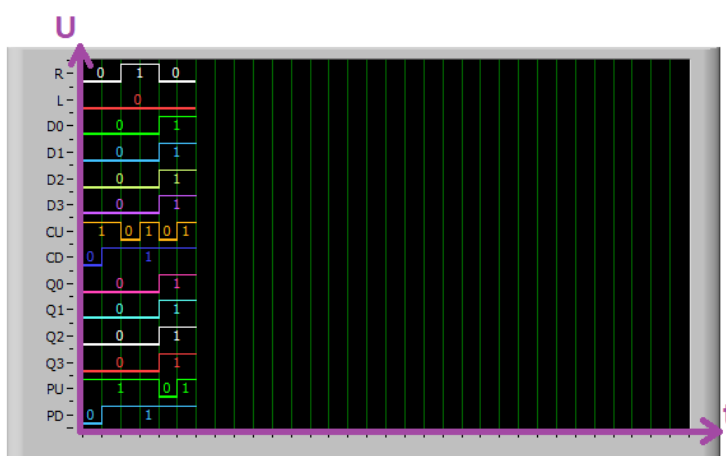 U
R 0 1 0
L 0
D0 0 1
D1 0 1
D2 0 1
D3 0 1
CU 1 0 1 0 1
CD 0 1
Q0 0 1
Q1 0 1
Q2 0 1
Q3 0 1
PU 1 0 1
PD 0 1